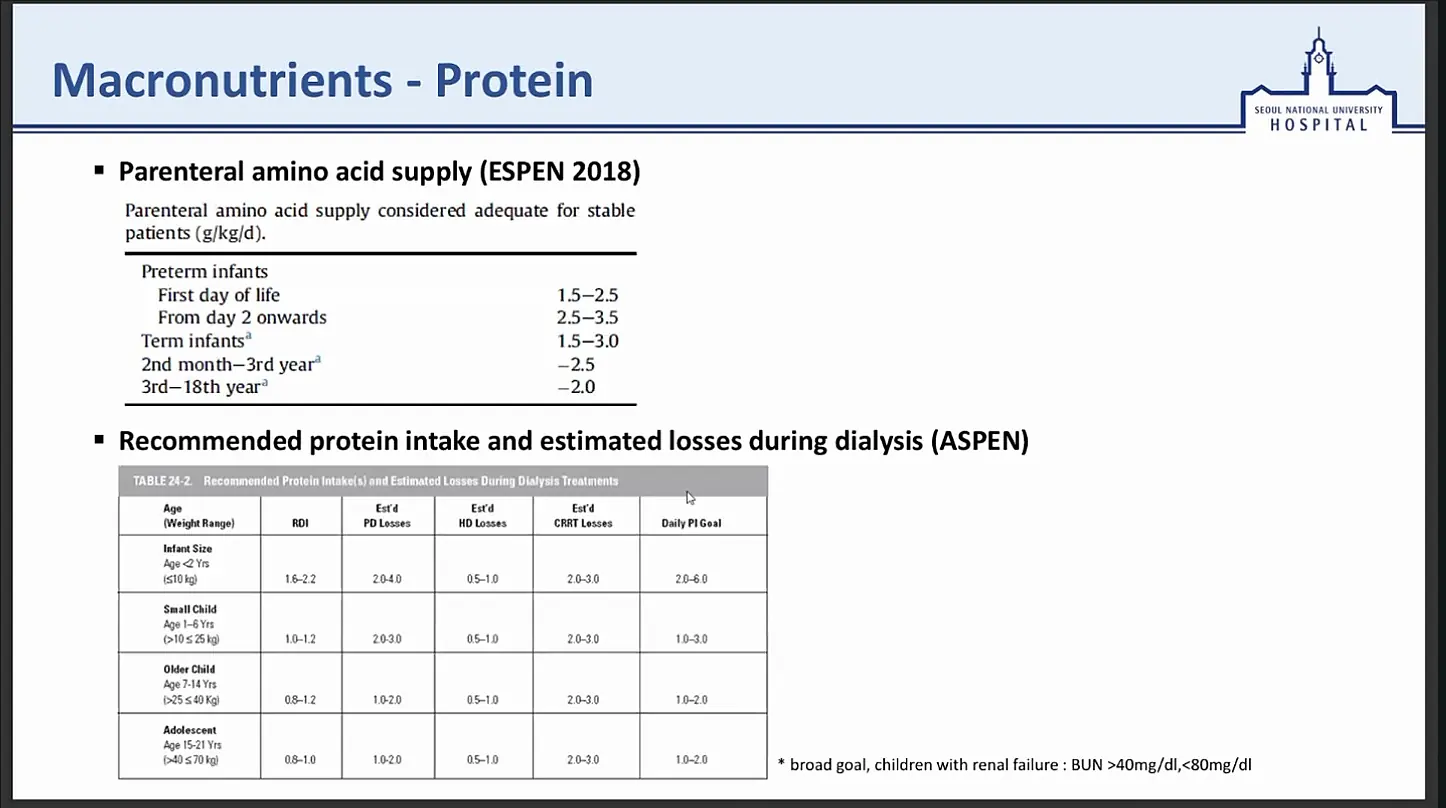 Macronutrients - Protein
SEOUL NATIONAL UNIVERSITY
HOSPITAL
▪ Parenteral amino acid supply (ESPEN 2018)
Parenteral amino acid supply considered adequate for stable
patients (g/kg/d).
Preterm infants
First day of life 1.5–2.5
From day 2 onwards 2.5–3.5
Term infantsᵃ 1.5–3.0
2nd month–3rd yearᵃ –2.5
3rd–18th yearᵃ –2.0
▪ Recommended protein intake and estimated losses during dialysis (ASPEN)
TABLE 24-2. Recommended Protein Intake(s) and Estimated Losses During Dialysis Treatments
Age Est'd Est'd Est'd
(Weight Range) RDI PD Losses HD Losses CRRT Losses Daily PI Goal
Infant Size
Age <2 Yrs
(≤10 kg) 1.6–2.2 2.0-4.0 0.5–1.0 2.0–3.0 2.0–6.0
Small Child
Age 1–6 Yrs
(>10 ≤ 25 kg) 1.0–1.2 2.0-3.0 0.5–1.0 2.0–3.0 1.0–3.0
Older Child
Age 7-14 Yrs
(>25 ≤ 40 Kg) 0.8–1.2 1.0-2.0 0.5–1.0 2.0–3.0 1.0–2.0
Adolescent
Age 15-21 Yrs
(>40 ≤ 70 kg) 0.8–1.0 1.0-2.0 0.5–1.0 2.0–3.0 1.0–2.0
* broad goal, children with renal failure : BUN >40mg/dl,<80mg/dl